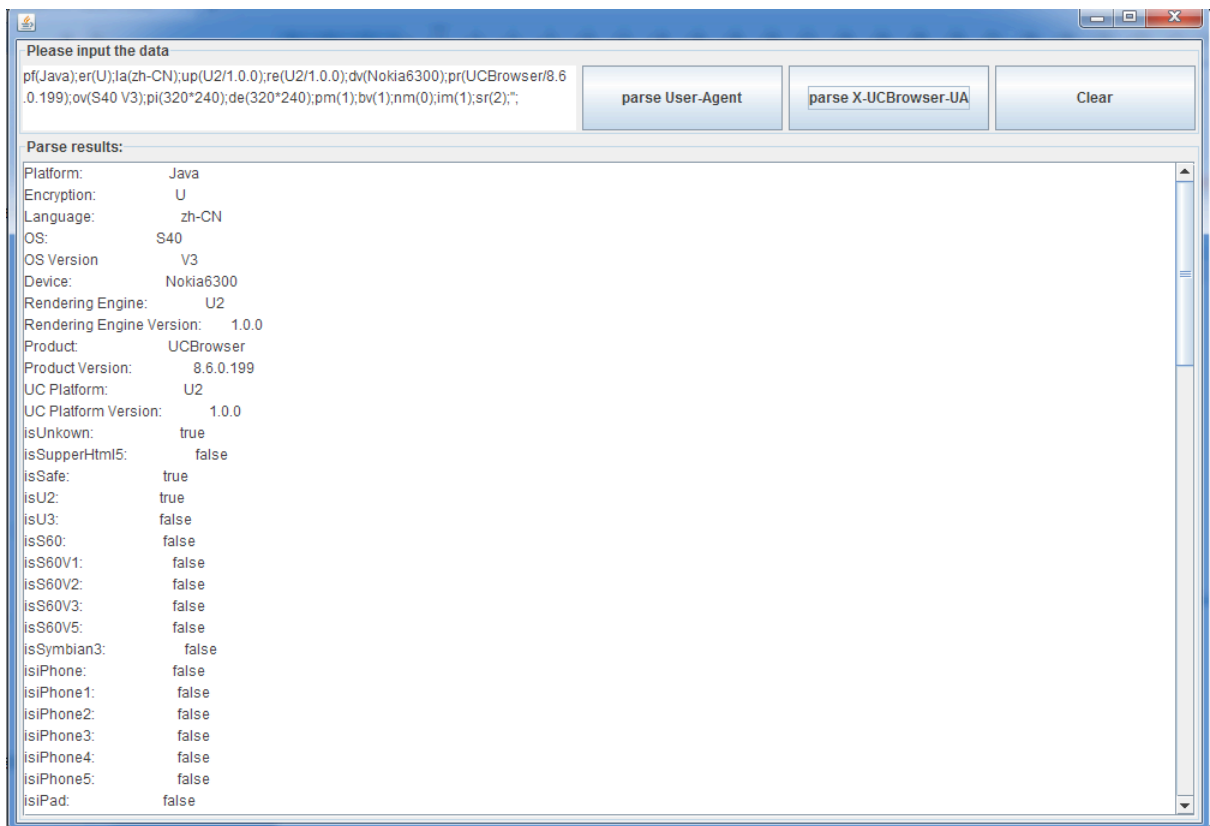 Please input the data
pf(Java);er(U);la(zh-CN);up(U2/1.0.0);re(U2/1.0.0);dv(Nokia6300);pr(UCBrowser/8.6
.0.199);ov(S40 V3);pi(320*240);de(320*240);pm(1);bv(1);nm(0);im(1);sr(2);";
parse User-Agent
parse X-UCBrowser-UA
Clear
Parse results:
Platform: Java
Encryption: U
Language: zh-CN
OS: S40
OS Version V3
Device: Nokia6300
Rendering Engine: U2
Rendering Engine Version: 1.0.0
Product: UCBrowser
Product Version: 8.6.0.199
UC Platform: U2
UC Platform Version: 1.0.0
isUnkown: true
isSupperHtml5: false
isSafe: true
isU2: true
isU3: false
isS60: false
isS60V1: false
isS60V2: false
isS60V3: false
isS60V5: false
isSymbian3: false
isiPhone: false
isiPhone1: false
isiPhone2: false
isiPhone3: false
isiPhone4: false
isiPhone5: false
isiPad: false